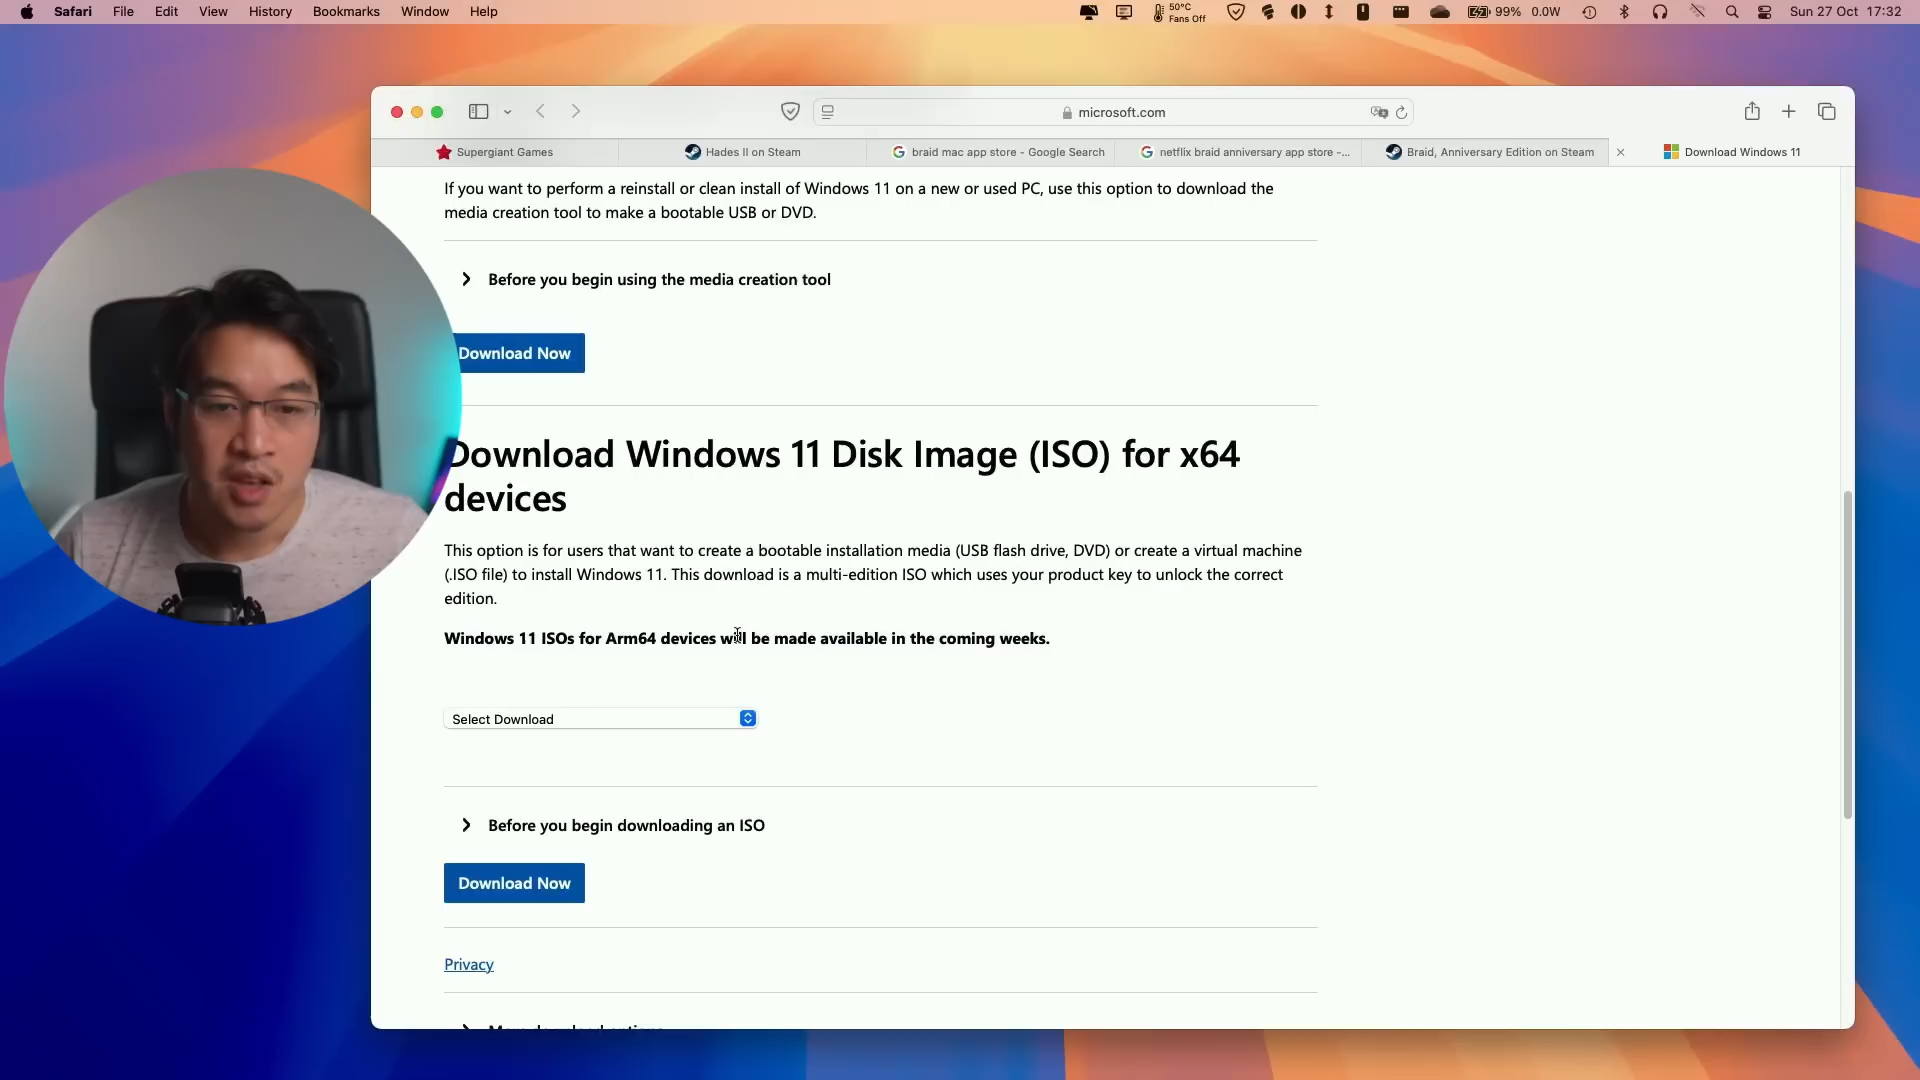 Safari File Edit View History Bookmarks Window Help
50°C
Fans Off
99% 0.0W
Sun 27 Oct 17:32
microsoft.com
Supergiant Games
Hades II on Steam
braid mac app store - Google Search
netflix braid anniversary app store -...
Braid, Anniversary Edition on Steam
Download Windows 11
If you want to perform a reinstall or clean install of Windows 11 on a new or used PC, use this option to download the
media creation tool to make a bootable USB or DVD.
Before you begin using the media creation tool
Download Now
Download Windows 11 Disk Image (ISO) for x64
devices
This option is for users that want to create a bootable installation media (USB flash drive, DVD) or create a virtual machine
(.ISO file) to install Windows 11. This download is a multi-edition ISO which uses your product key to unlock the correct
edition.
Windows 11 ISOs for Arm64 devices will be made available in the coming weeks.
Select Download
Before you begin downloading an ISO
Download Now
Privacy